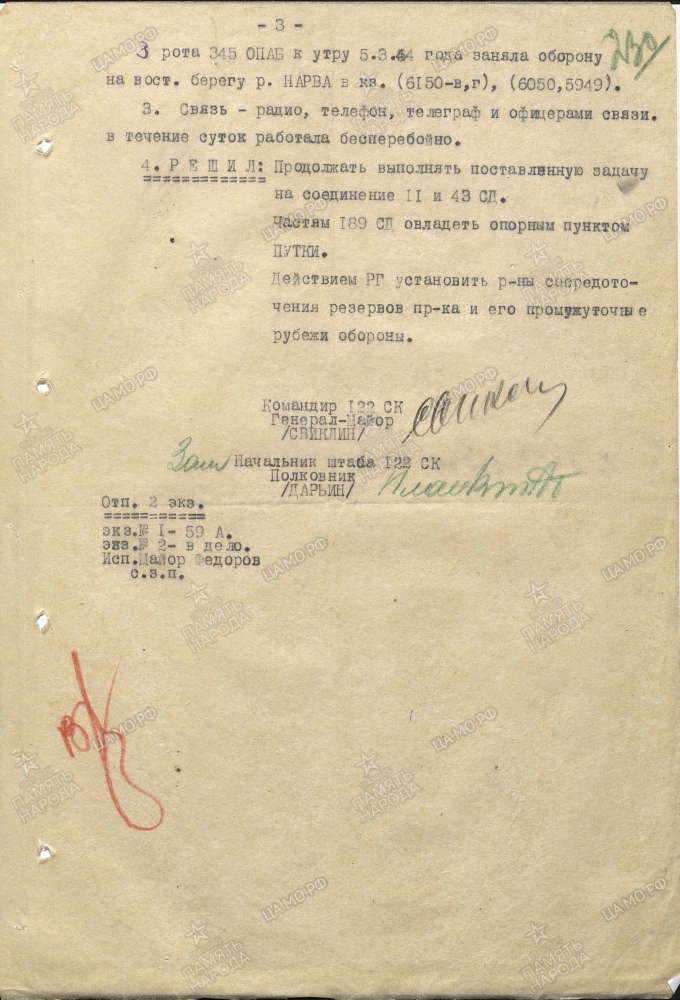 - 3 -
3 рота 345 ОПАБ к утру 5.3.44 года заняла оборону
на вост. берегу р. НАРВА в кв. (6150-в,г), (6050,5949).
3. Связь - радио, телефон, телеграф и офицерами связи.
в течение суток работала бесперебойно.
4. Р Е Ш И Л: Продолжать выполнять поставленную задачу
на соединение II и 43 СД.
Частям I89 СД овладеть опорным пунктом
ПУТКИ.
Действием РГ установить р-ны сосредото-
чения резервов пр-ка и его промужуточные
рубежи обороны.
Командир I22 СК
Генерал-Майор
/СВИКЛИН/
Зам Начальник штаба I22 СК
Полковник
/ДАРЬИН/
Отп. 2 экз.
===========
экз.№ I- 59 А.
экз.№ 2- в дело.
Исп.Майор Федоров
с.з.п.
ПАМЯТЬ НАРОДА
ЦАМО.РФ